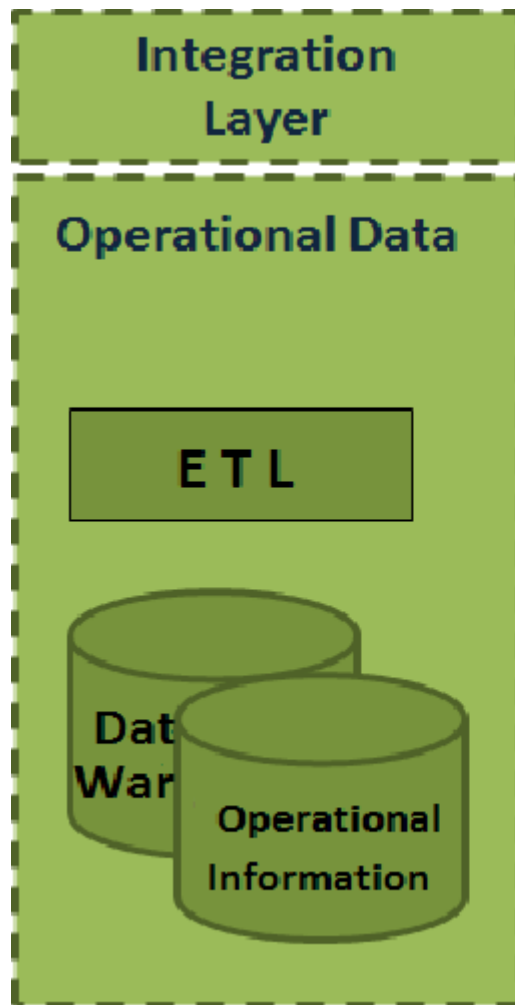 Integration
Layer
Operational Data
E T L
Dat
War
Operational
Information